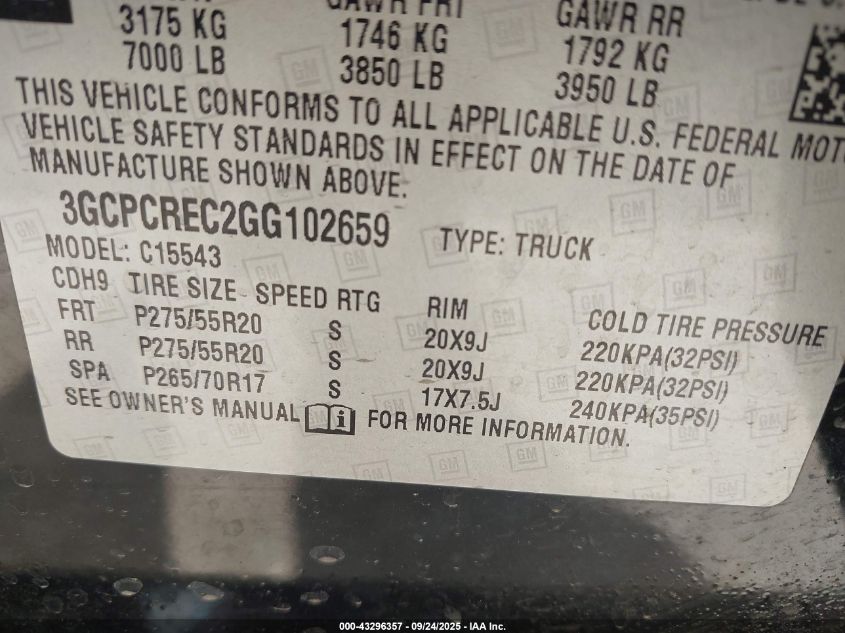 GAWR FRT GAWR RR
3175 KG 1746 KG 1792 KG
7000 LB 3850 LB 3950 LB
THIS VEHICLE CONFORMS TO ALL APPLICABLE U.S. FEDERAL MOT
VEHICLE SAFETY STANDARDS IN EFFECT ON THE DATE OF
MANUFACTURE SHOWN ABOVE:
3GCPCREC2GG102659 TYPE: TRUCK
MODEL: C15543
CDH9 TIRE SIZE SPEED RTG RIM COLD TIRE PRESSURE
FRT P275/55R20 S 20X9J 220KPA(32PSI)
RR P275/55R20 S 20X9J 220KPA(32PSI)
SPA P265/70R17 S 17X7.5J 240KPA(35PSI)
SEE OWNER'S MANUAL i FOR MORE INFORMATION.
000-43296357 - 09/24/2025 - IAA Inc.